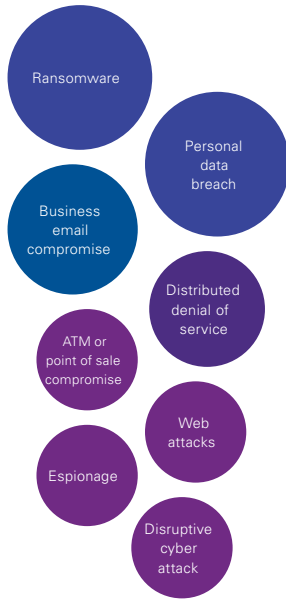 Ransomware
Personal
data
breach
Business
email
compromise
Distributed
denial of
service
ATM or
point of sale
compromise
Web
attacks
Espionage
Disruptive
cyber
attack